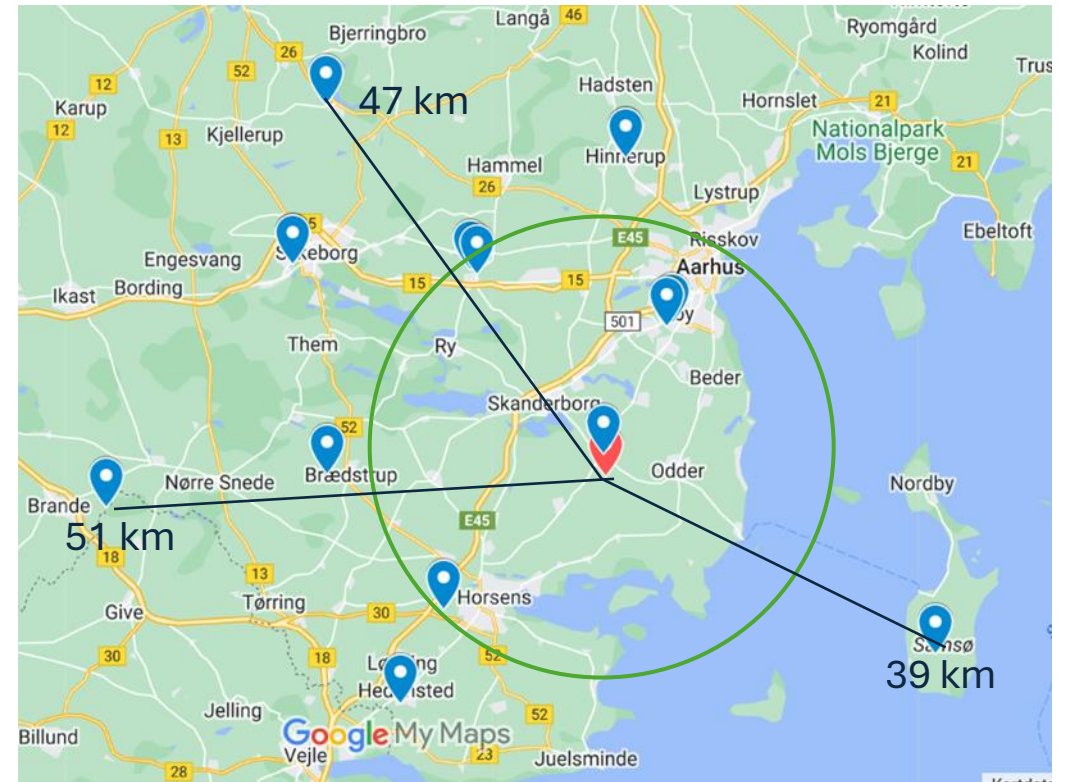 Langå
46
Ryomgård
Bjerringbro
26
Kolind
52
12
Hadsten
Trus
Karup
47 km
Hornslet
21
12
13
Kjellerup
Nationalpark
Mols Bjerge
Hinnerup
21
Hammel
26
Lystrup
E45
Risskov
Ebeltoft
Engesvang
Aarhus
Ikast
Bording
15
15
501
Them
Ry
Beder
Skanderborg
52
Odder
Nørre Snede
Brædstrup
Nordby
Brande
E45
51 km
18
13
Tørring
30
Horsens
Give
Samsø
30
18
52
39 km
Jelling
52
Google My Maps
Billund
Vejle
23
Juelsminde
28